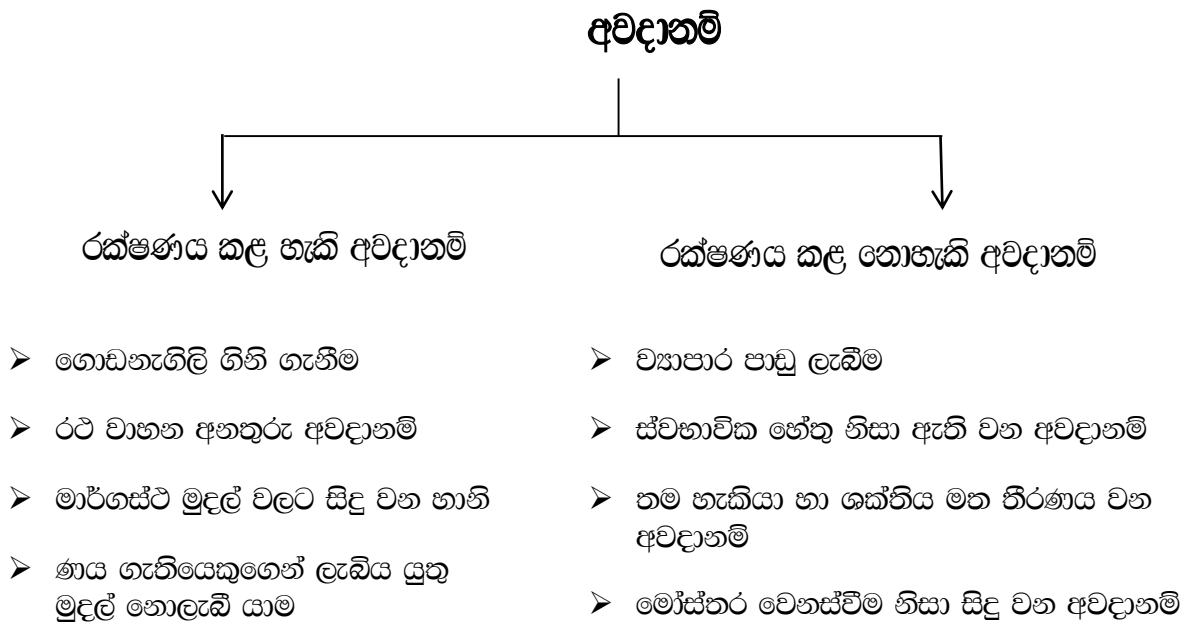 අවදානම්
රක්ෂණය කළ හැකි අවදානම්
➢ ගොඩනැගිලි ගිනි ගැනීම
➢ රථ වාහන අනතුරු අවදානම්
➢ මාර්ගස්ථ මුදල් වලට සිදු වන හානි
➢ ණය ගැතියෙකුගෙන් ලැබිය යුතු
මුදල් නොලැබී යාම
රක්ෂණය කළ නොහැකි අවදානම්
➢ ව්‍යාපාර පාඩු ලැබීම
➢ ස්වභාවික හේතු නිසා ඇති වන අවදානම්
➢ තම හැකියා හා ශක්තිය මත තීරණය වන
අවදානම්
➢ මෝස්තර වෙනස්වීම නිසා සිදු වන අවදානම්